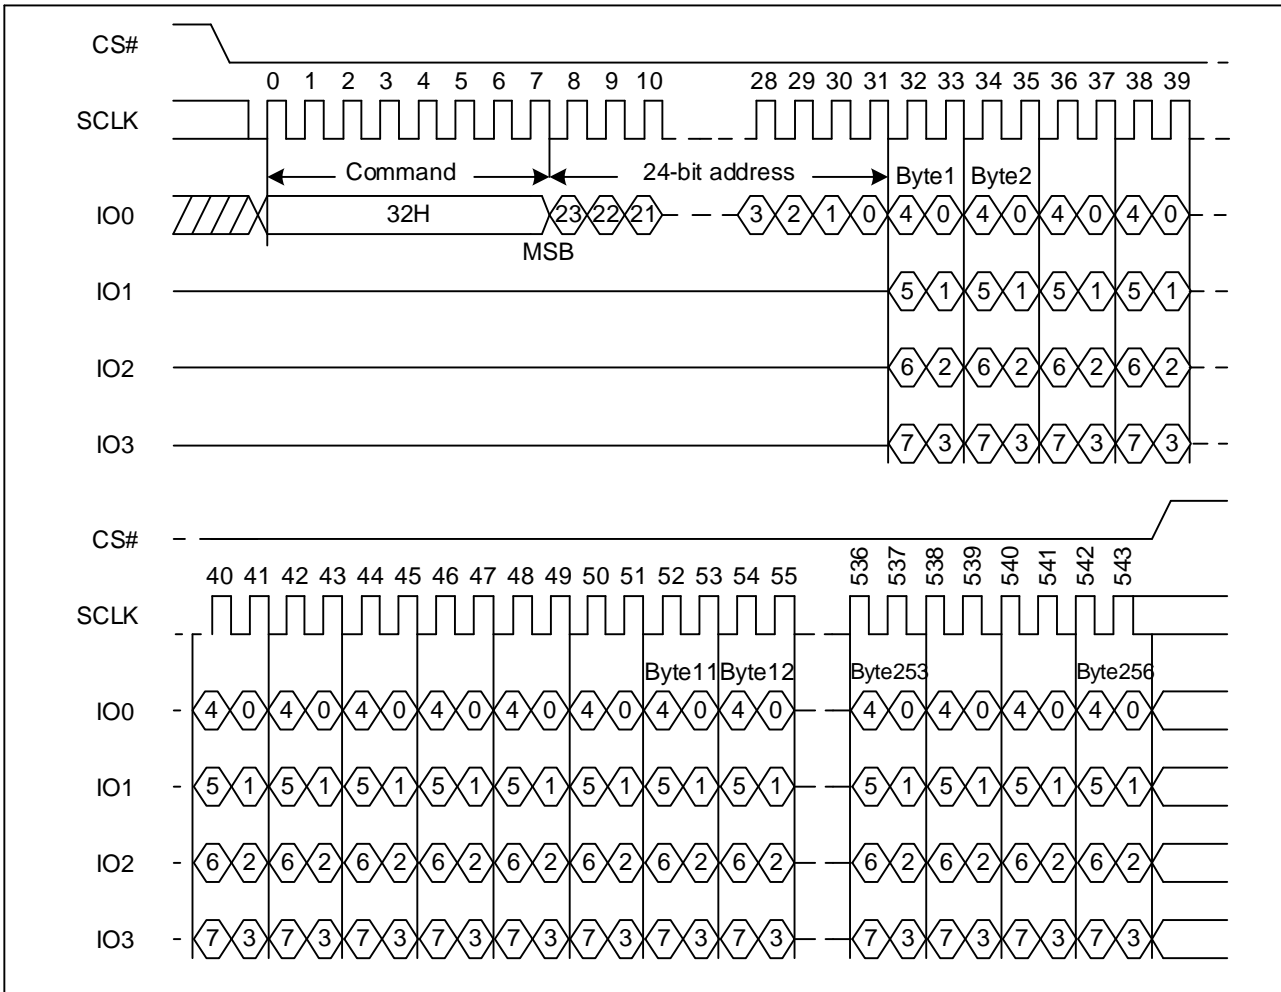 CS#
0 1 2 3 4 5 6 7 8 9 10 28 29 30 31 32 33 34 35 36 37 38 39
SCLK
Command 24-bit address Byte1 Byte2
IO0 32H 23 22 21 3 2 1 0 4 0 4 0 4 0 4 0
MSB
IO1 5 1 5 1 5 1 5 1
IO2 6 2 6 2 6 2 6 2
IO3 7 3 7 3 7 3 7 3
CS#
40 41 42 43 44 45 46 47 48 49 50 51 52 53 54 55 536 537 538 539 540 541 542 543
SCLK
Byte11 Byte12 Byte253 Byte256
IO0 4 0 4 0 4 0 4 0 4 0 4 0 4 0 4 0 4 0 4 0 4 0 4 0
IO1 5 1 5 1 5 1 5 1 5 1 5 1 5 1 5 1 5 1 5 1 5 1 5 1
IO2 6 2 6 2 6 2 6 2 6 2 6 2 6 2 6 2 6 2 6 2 6 2 6 2
IO3 7 3 7 3 7 3 7 3 7 3 7 3 7 3 7 3 7 3 7 3 7 3 7 3